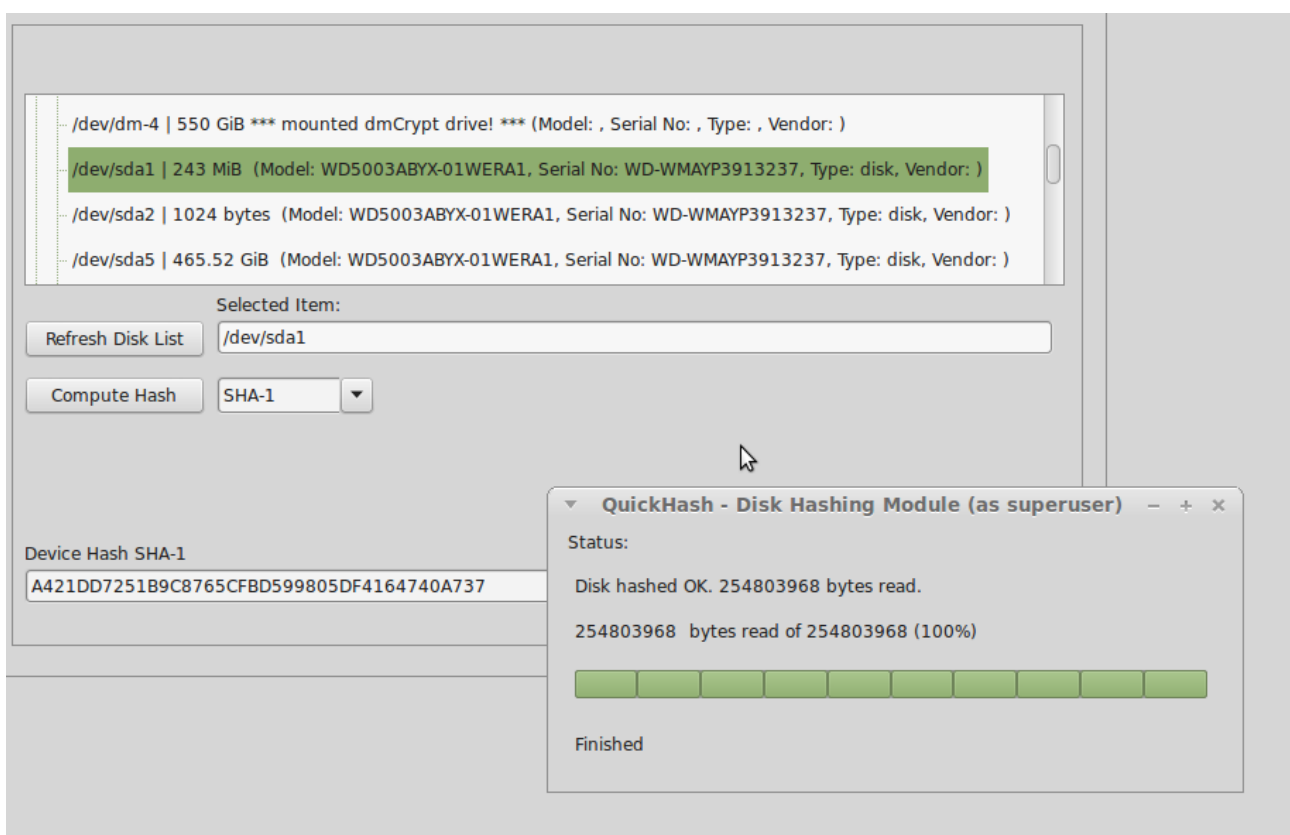 /dev/dm-4 | 550 GiB *** mounted dmCrypt drive! *** (Model: , Serial No: , Type: , Vendor: )
/dev/sda1 | 243 MiB (Model: WD5003ABYX-01WERA1, Serial No: WD-WMAYP3913237, Type: disk, Vendor: )
/dev/sda2 | 1024 bytes (Model: WD5003ABYX-01WERA1, Serial No: WD-WMAYP3913237, Type: disk, Vendor: )
/dev/sda5 | 465.52 GiB (Model: WD5003ABYX-01WERA1, Serial No: WD-WMAYP3913237, Type: disk, Vendor: )
Selected Item:
Refresh Disk List /dev/sda1
Compute Hash SHA-1
QuickHash - Disk Hashing Module (as superuser)
Status:
Device Hash SHA-1
A421DD7251B9C8765CFBD599805DF4164740A737
Disk hashed OK. 254803968 bytes read.
254803968 bytes read of 254803968 (100%)
Finished